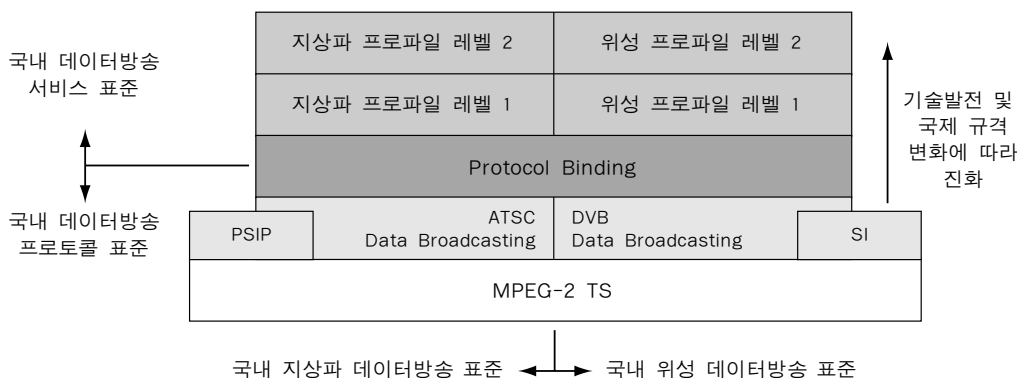 지상파 프로파일 레벨 2
위성 프로파일 레벨 2
국내 데이터방송
서비스 표준
지상파 프로파일 레벨 1
위성 프로파일 레벨 1
기술발전 및
국제 규격
변화에 따라
진화
Protocol Binding
국내 데이터방송
프로토콜 표준
PSIP
ATSC
Data Broadcasting
DVB
Data Broadcasting
SI
MPEG-2 TS
국내 지상파 데이터방송 표준
국내 위성 데이터방송 표준